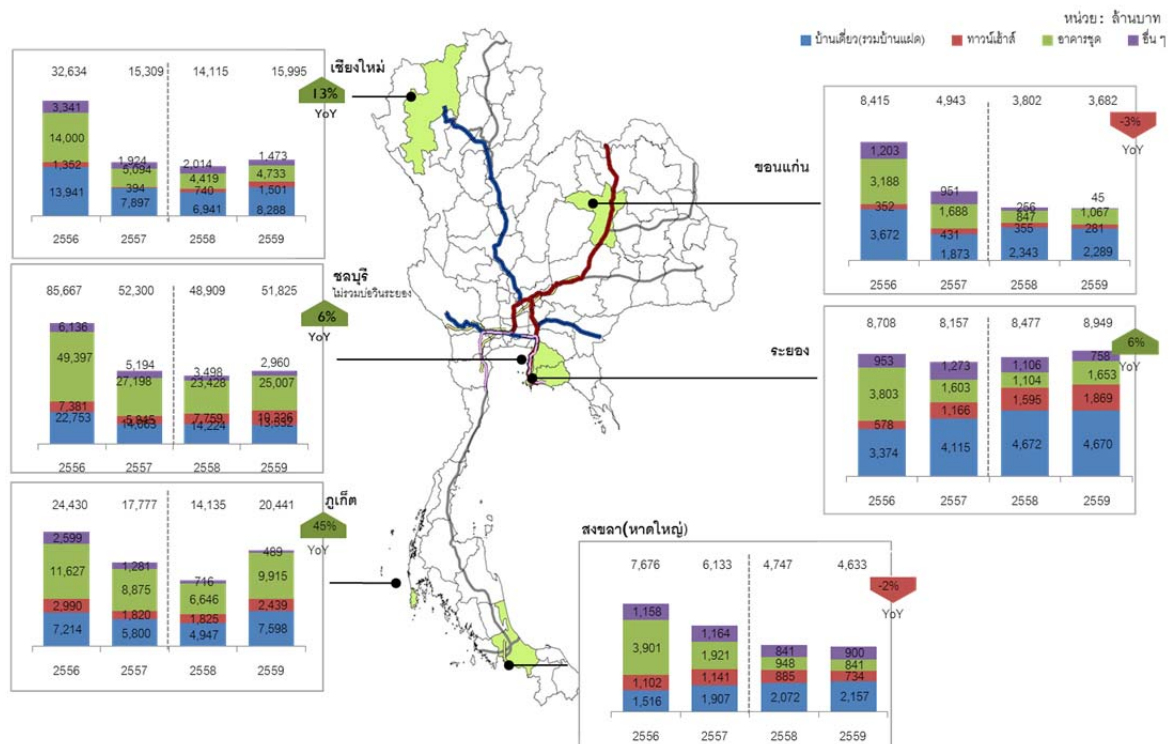 หน่วย : ล้านบาท
บ้านเดี่ยว(รวมบ้านแฝด) ทาวน์เฮ้าส์ อาคารชุด อื่น ๆ
เชียงใหม่
32,634 15,309 14,115 15,995
13%
YoY
3,341 1,924 2,014 1,473
14,000 5,094 4,419 4,733
1,352 394 740 1,501
13,941 7,897 6,941 8,288
2556 2557 2558 2559
ชลบุรี
ไม่รวมบ่อวินระยอง
85,667 52,300 48,909 51,825
6%
YoY
6,136 5,194 3,498 2,960
49,397 27,198 23,428 25,007
7,381 5,845 7,759 10,326
22,753 14,063 14,224 13,532
2556 2557 2558 2559
ภูเก็ต
24,430 17,777 14,135 20,441
45%
YoY
2,599 1,281 716 489
11,627 8,875 6,646 9,915
2,990 1,820 1,825 2,439
7,214 5,800 4,947 7,598
2556 2557 2558 2559
ขอนแก่น
8,415 4,943 3,802 3,682
-3%
YoY
1,203 951 256 45
3,188 1,688 847 1,067
352 431 355 281
3,672 1,873 2,343 2,289
2556 2557 2558 2559
ระยอง
8,708 8,157 8,477 8,949
6%
YoY
953 1,273 1,106 758
3,803 1,603 1,104 1,653
578 1,166 1,595 1,869
3,374 4,115 4,672 4,670
2556 2557 2558 2559
สงขลา(หาดใหญ่)
7,676 6,133 4,747 4,633
-2%
YoY
1,158 1,164 841 900
3,901 1,921 948 841
1,102 1,141 885 734
1,516 1,907 2,072 2,157
2556 2557 2558 2559